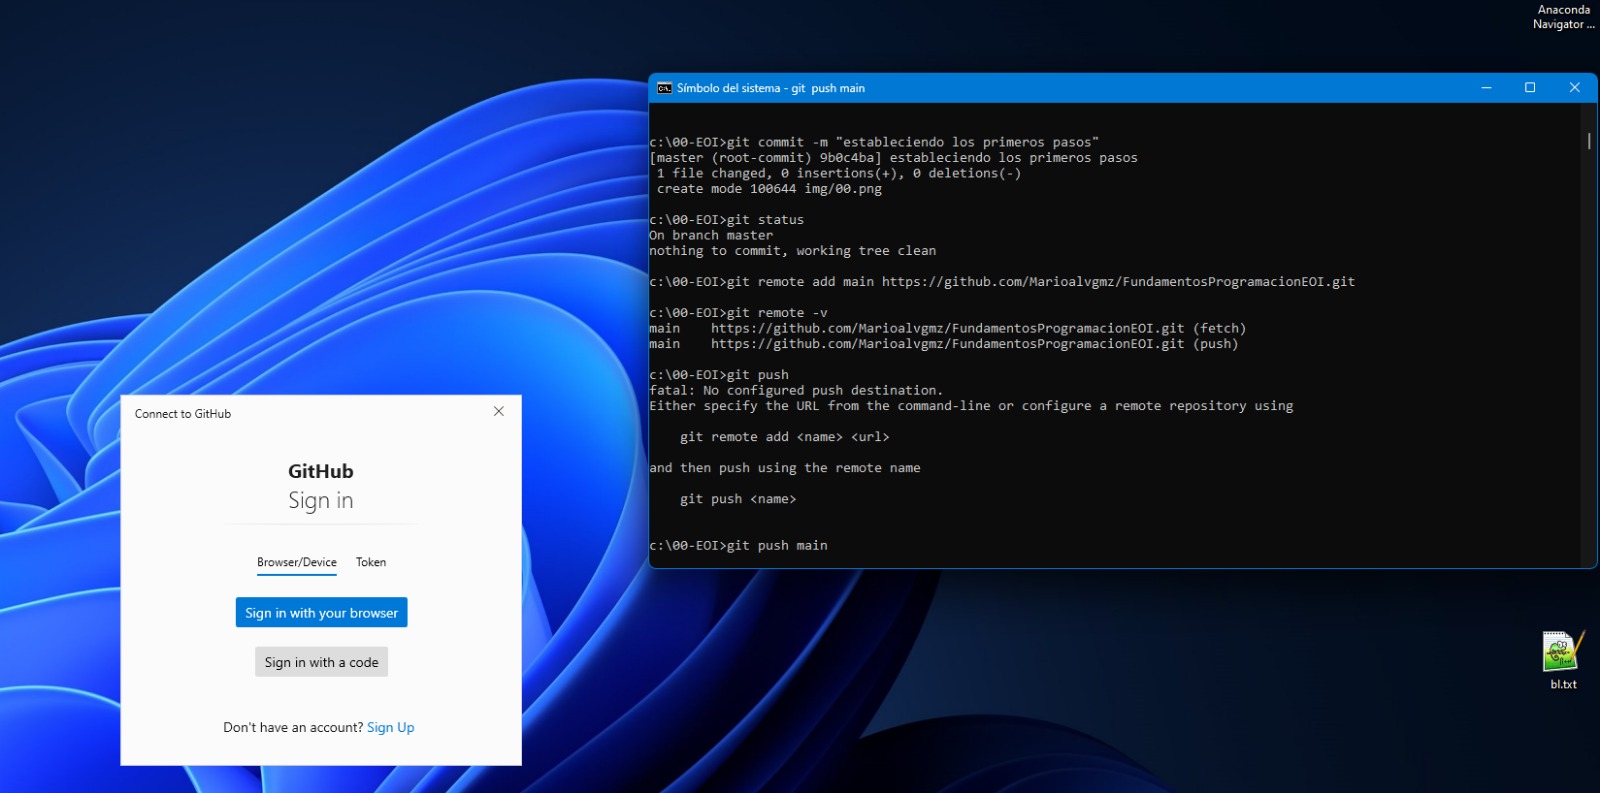 Anaconda
Navigator ...
Símbolo del sistema - git  push main
c:\00-EOI>git commit -m "estableciendo los primeros pasos"
[master (root-commit) 9b0c4ba] estableciendo los primeros pasos
 1 file changed, 0 insertions(+), 0 deletions(-)
 create mode 100644 img/00.png
c:\00-EOI>git status
On branch master
nothing to commit, working tree clean
c:\00-EOI>git remote add main https://github.com/Marioalvgmz/FundamentosProgramacionEOI.git
c:\00-EOI>git remote -v
main    https://github.com/Marioalvgmz/FundamentosProgramacionEOI.git (fetch)
main    https://github.com/Marioalvgmz/FundamentosProgramacionEOI.git (push)
c:\00-EOI>git push
fatal: No configured push destination.
Either specify the URL from the command-line or configure a remote repository using
    git remote add <name> <url>
and then push using the remote name
    git push <name>
c:\00-EOI>git push main
Connect to GitHub
GitHub
Sign in
Browser/Device
Token
Sign in with your browser
Sign in with a code
Don't have an account? Sign Up
bl.txt